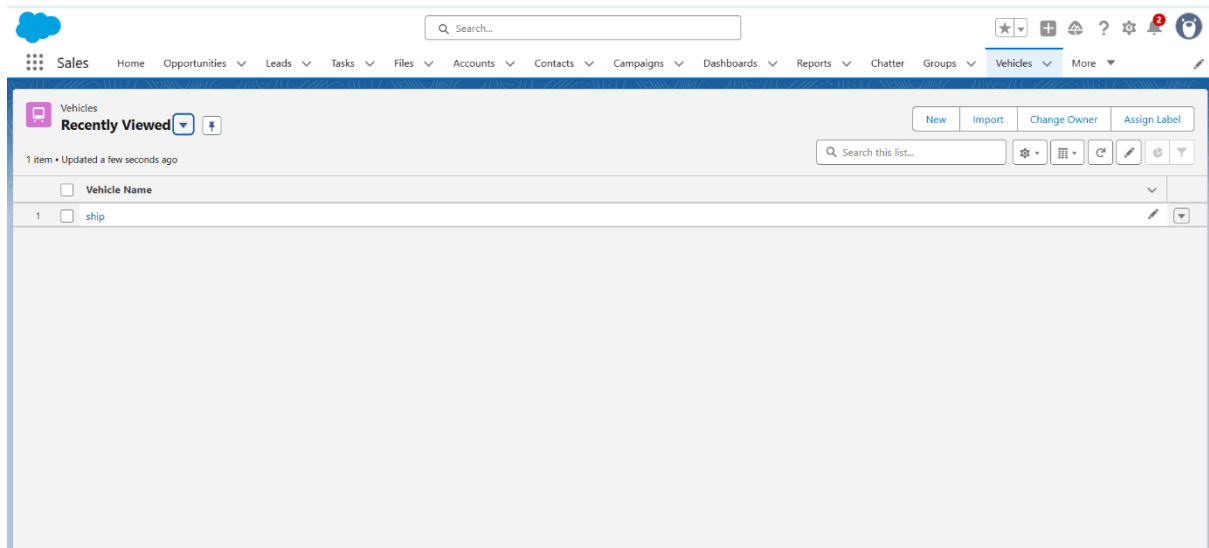 Search...
2
Sales Home Opportunities Leads Tasks Files Accounts Contacts Campaigns Dashboards Reports Chatter Groups Vehicles More
Vehicles
Recently Viewed
New Import Change Owner Assign Label
1 item • Updated a few seconds ago
Search this list...
Vehicle Name
1 ship